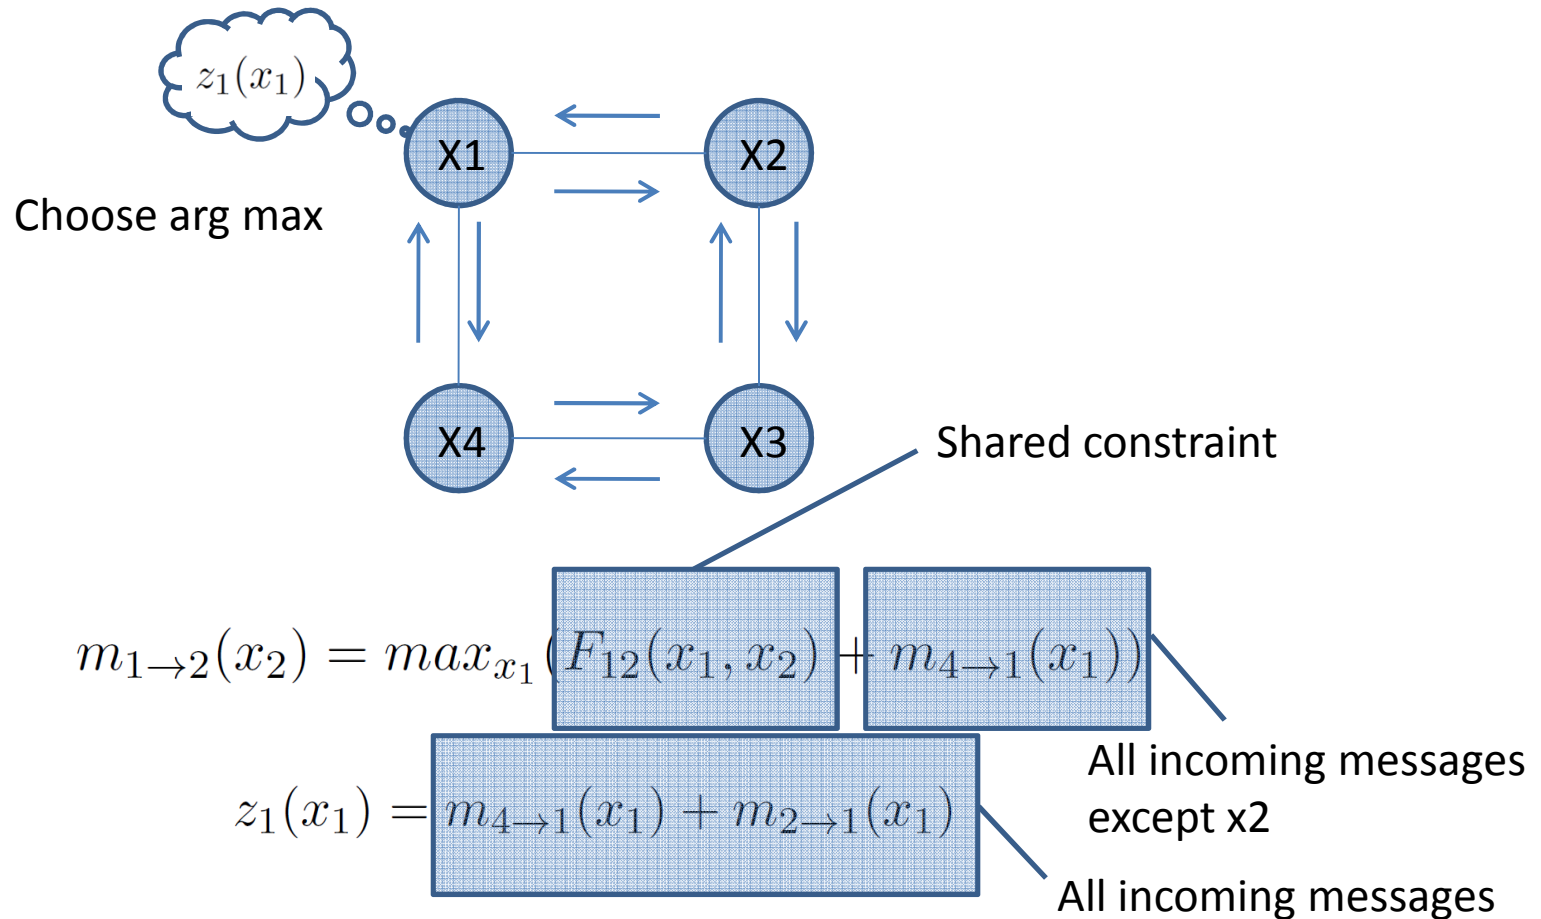 z₁(x₁)
X1
X2
Choose arg max
X4
X3
Shared constraint
m₁→₂(x₂) = maxₓ₁(F₁₂(x₁, x₂) + m₄→₁(x₁))
All incoming messages
except x2
z₁(x₁) = m₄→₁(x₁) + m₂→₁(x₁)
All incoming messages